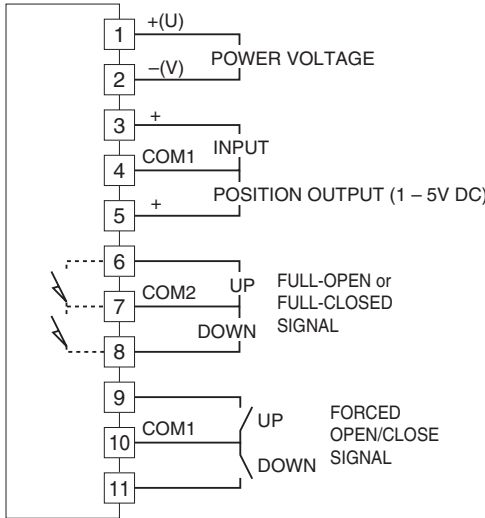 1 +(U)
POWER VOLTAGE
2 –(V)
3 +
INPUT
4 COM1
POSITION OUTPUT (1 – 5V DC)
5 +
6
UP
FULL-OPEN or
FULL-CLOSED
SIGNAL
7 COM2
DOWN
8
9
UP
FORCED
OPEN/CLOSE
SIGNAL
10 COM1
DOWN
11